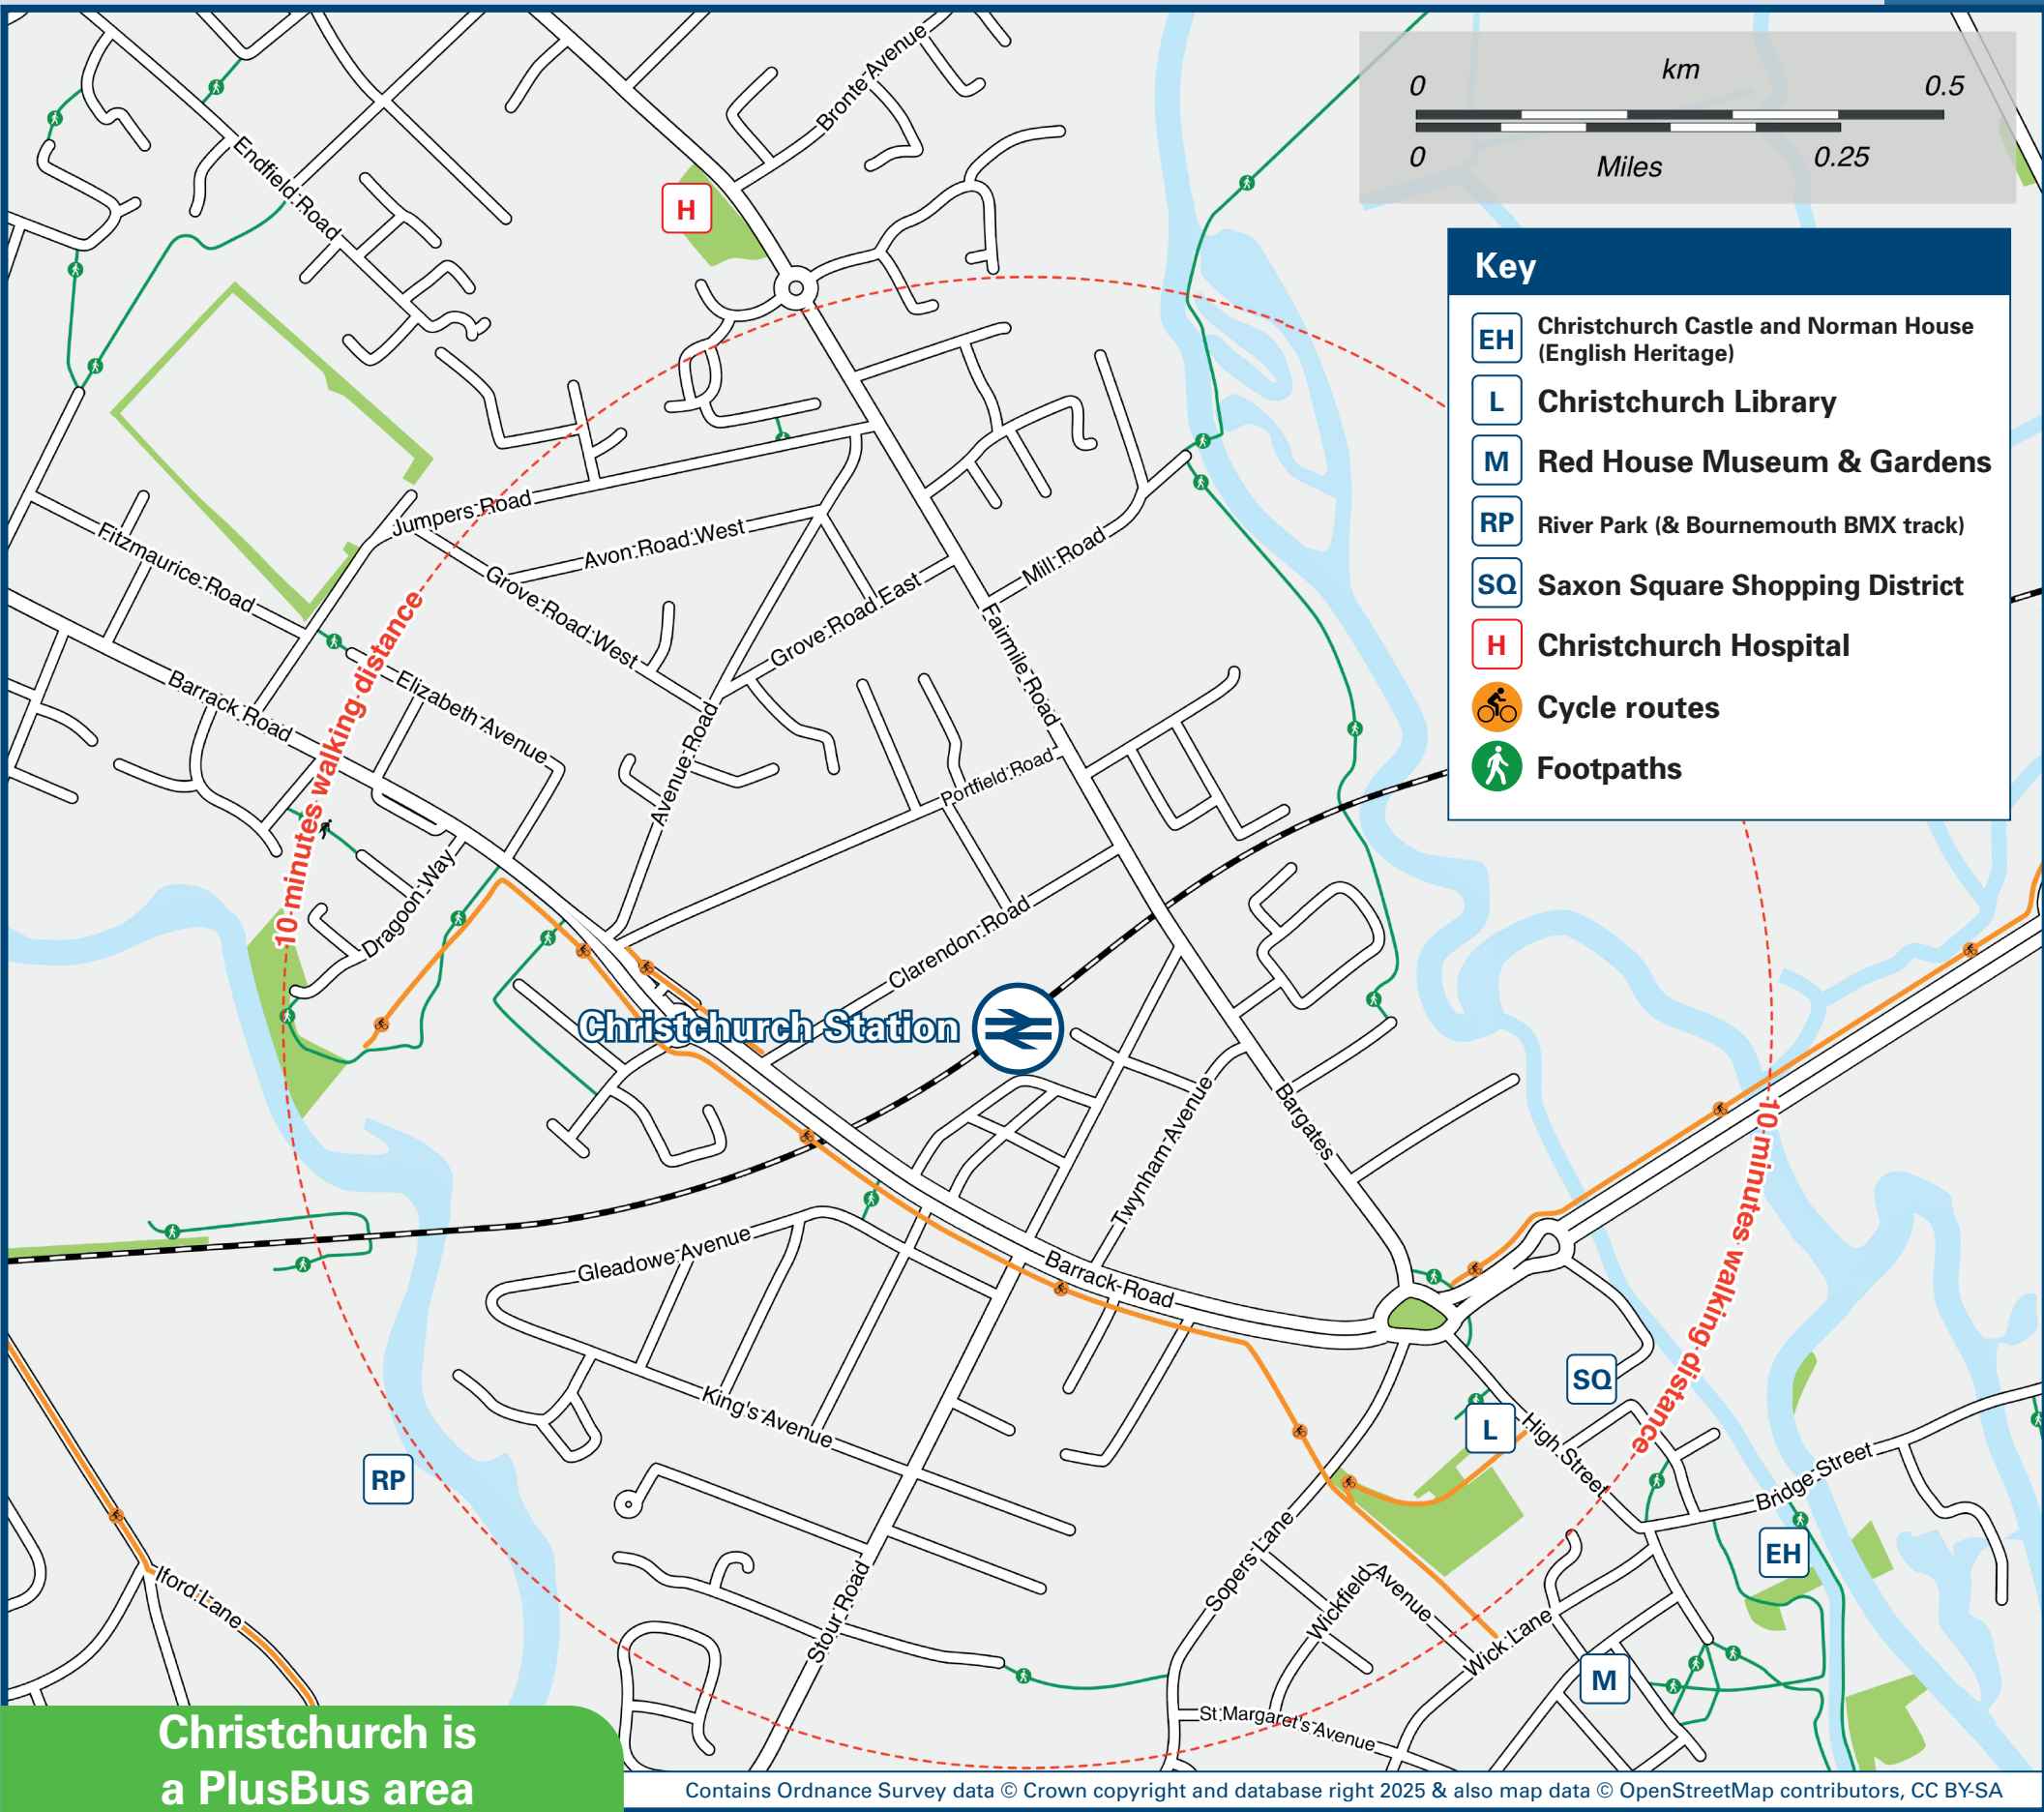 km
0
0.5
0
0.25
Miles
Key
EH
Christchurch Castle and Norman House
(English Heritage)
L
Christchurch Library
M
Red House Museum & Gardens
RP
River Park (& Bournemouth BMX track)
SQ
Saxon Square Shopping District
H
Christchurch Hospital
Cycle routes
Footpaths
Bronte Avenue
Endfield Road
H
Jumpers Road
Avon Road West
Fitzmaurice Road
Grove Road West
Grove Road East
Mill Road
Fairmile Road
10 minutes walking distance
Barrack Road
Elizabeth Avenue
Avenue Road
Portfield Road
Dragoon Way
Clarendon Road
Christchurch Station
Bargates
Twynham Avenue
10 minutes walking distance
Gleadowe Avenue
Barrack Road
King's Avenue
SQ
L
High Street
RP
Bridge Street
EH
Iford Lane
Stour Road
Sopers Lane
Wickfield Avenue
Wick Lane
M
St Margaret's Avenue
Christchurch is
a PlusBus area
Contains Ordnance Survey data © Crown copyright and database right 2025 & also map data © OpenStreetMap contributors, CC BY-SA